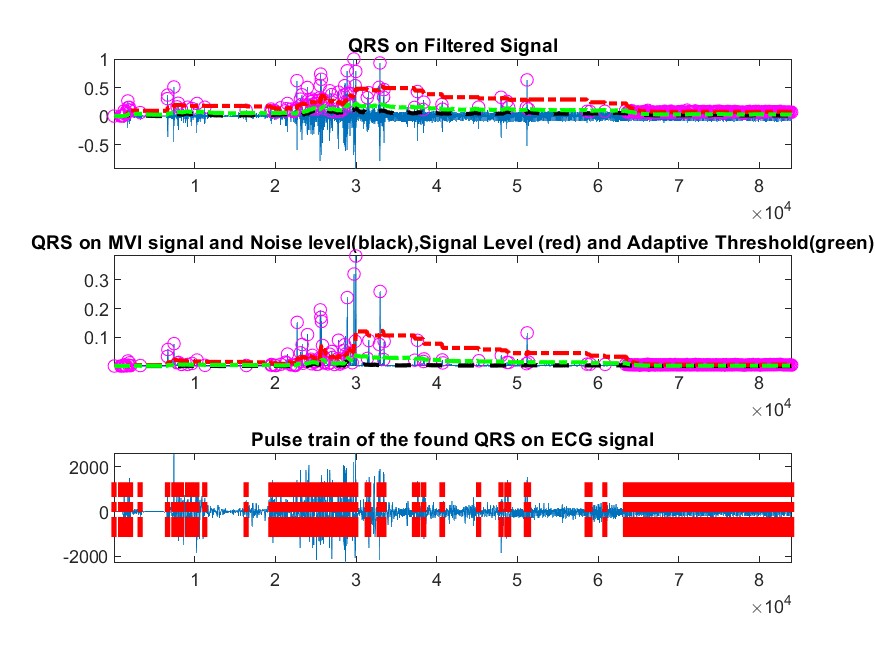 QRS on Filtered Signal
1
0.5
0
-0.5
1 2 3 4 5 6 7 8
×10^4
QRS on MVI signal and Noise level(black),Signal Level (red) and Adaptive Threshold(green)
0.3
0.2
0.1
1 2 3 4 5 6 7 8
×10^4
Pulse train of the found QRS on ECG signal
2000
0
-2000
1 2 3 4 5 6 7 8
×10^4